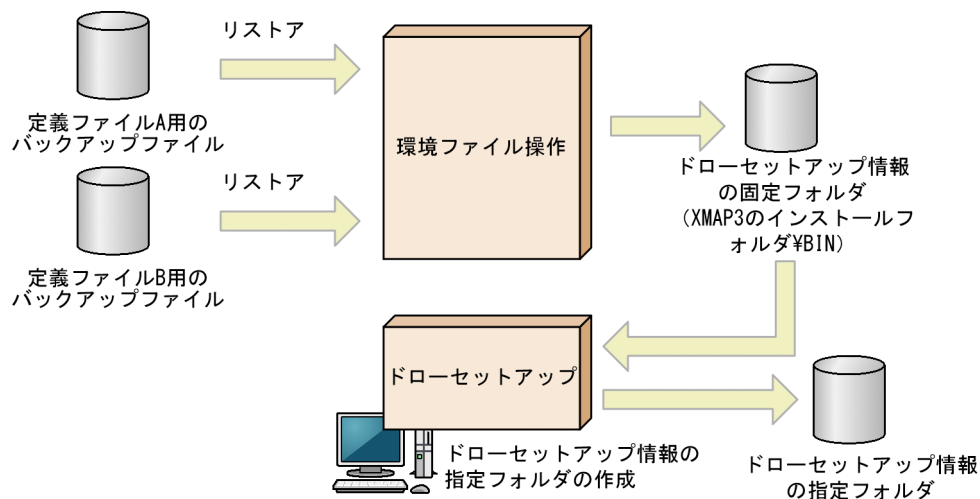 リストア
定義ファイルA用の
バックアップファイル
リストア
定義ファイルB用の
バックアップファイル
環境ファイル操作
ドローセットアップ情報
の固定フォルダ
（XMAP3のインストールフ
ォルダ¥BIN）
ドローセットアップ
ドローセットアップ情報の
指定フォルダの作成
ドローセットアップ情報
の指定フォルダ